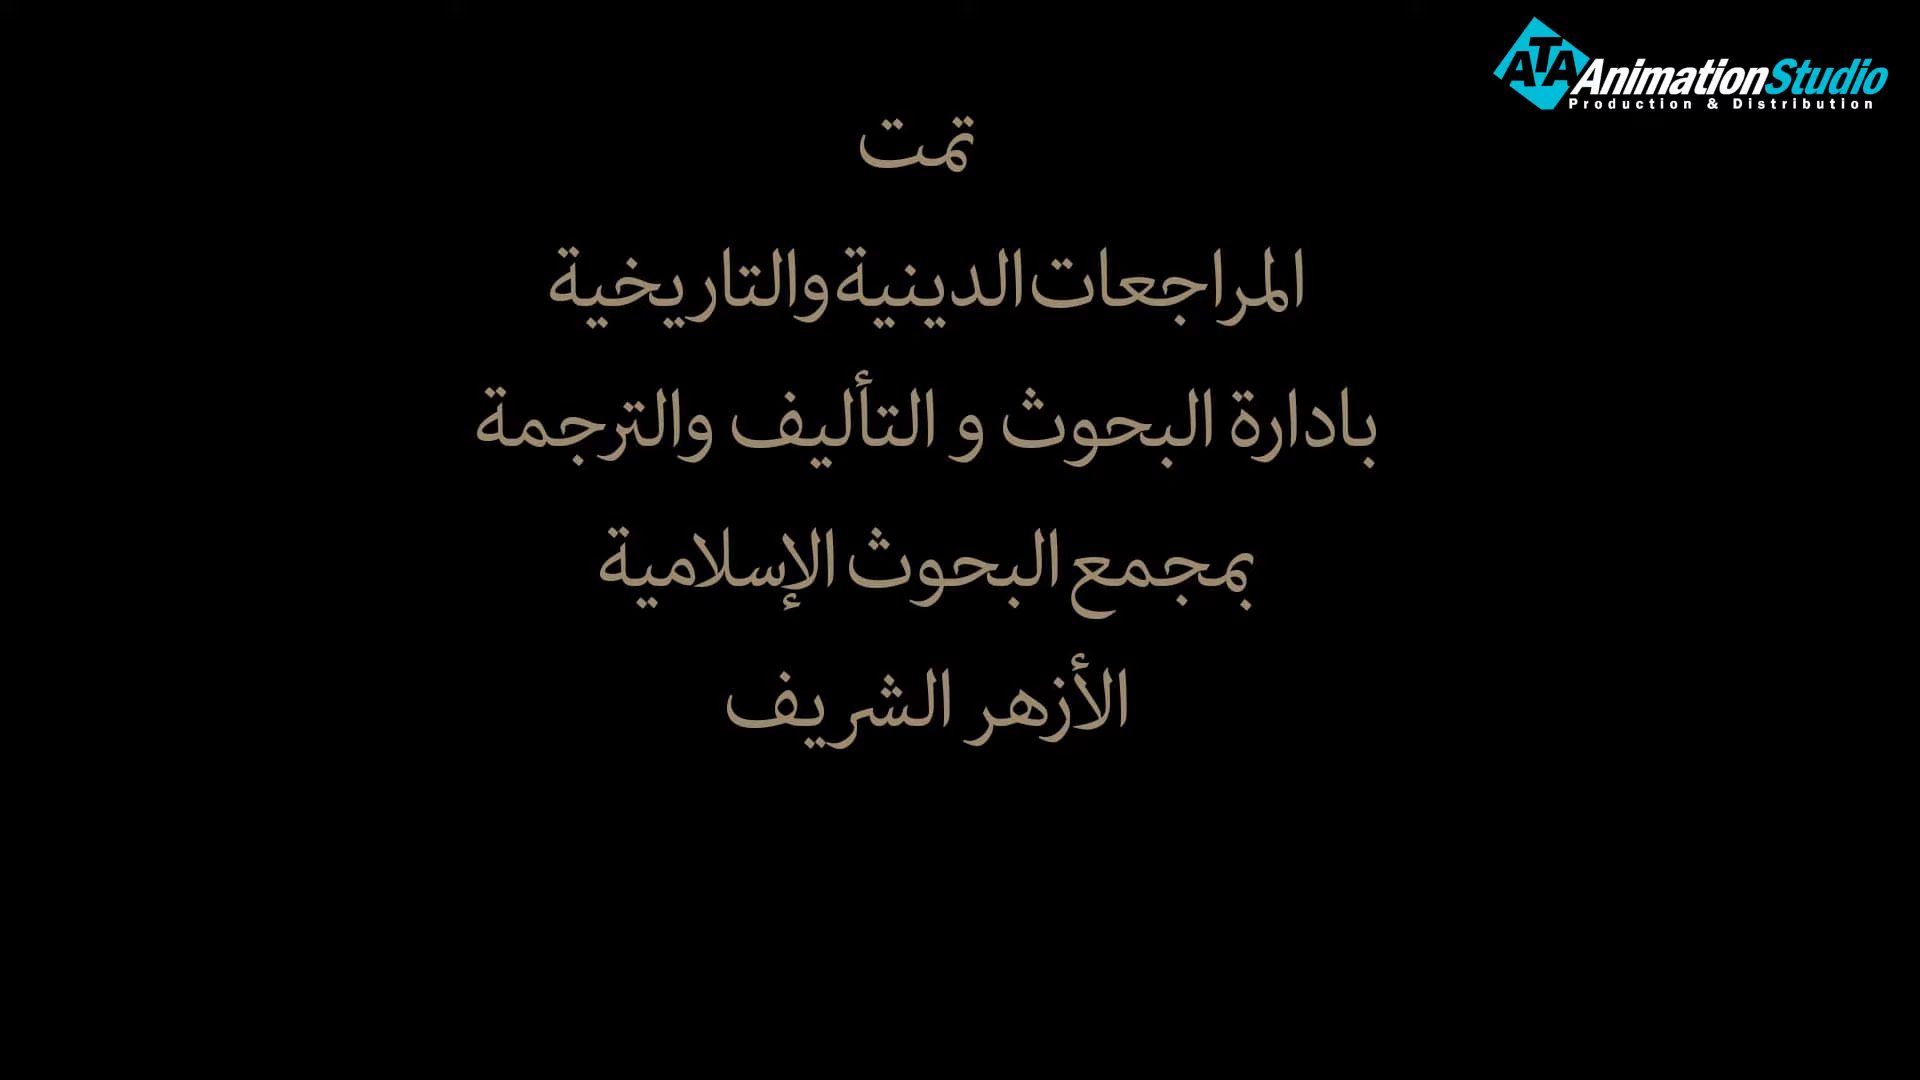 ATA AnimationStudio
Production & Distribution
تمت
المراجعات الدينية والتاريخية
بادارة البحوث و التأليف والترجمة
بمجمع البحوث الإسلامية
الأزهر الشريف